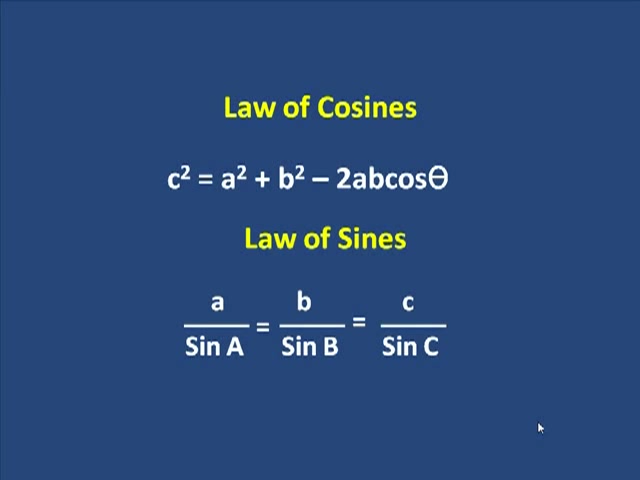 Law of Cosines
c² = a² + b² – 2abcosΘ
Law of Sines
a b c
= =
Sin A Sin B Sin C